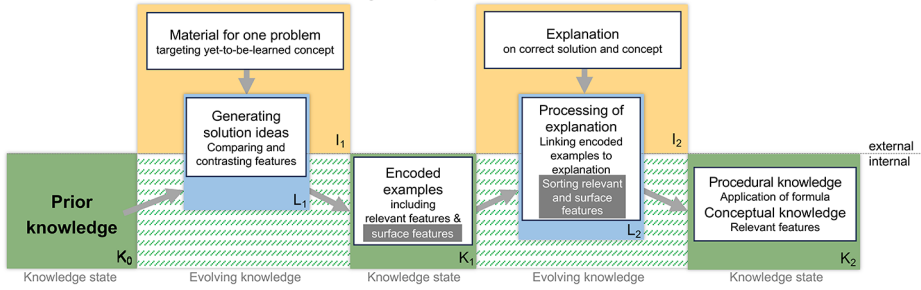 Material for one problem
targeting yet-to-be-learned concept
I1
Generating
solution ideas
Comparing and
contrasting features
L1
Explanation
on correct solution and concept
I2
Processing of
explanation
Linking encoded
examples to
explanation
Sorting relevant
and surface
features
L2
external
internal
Prior
knowledge
K0
Encoded
examples
including
relevant features &
surface features
K1
Procedural knowledge
Application of formula
Conceptual knowledge
Relevant features
K2
Knowledge state
Evolving knowledge
Knowledge state
Evolving knowledge
Knowledge state